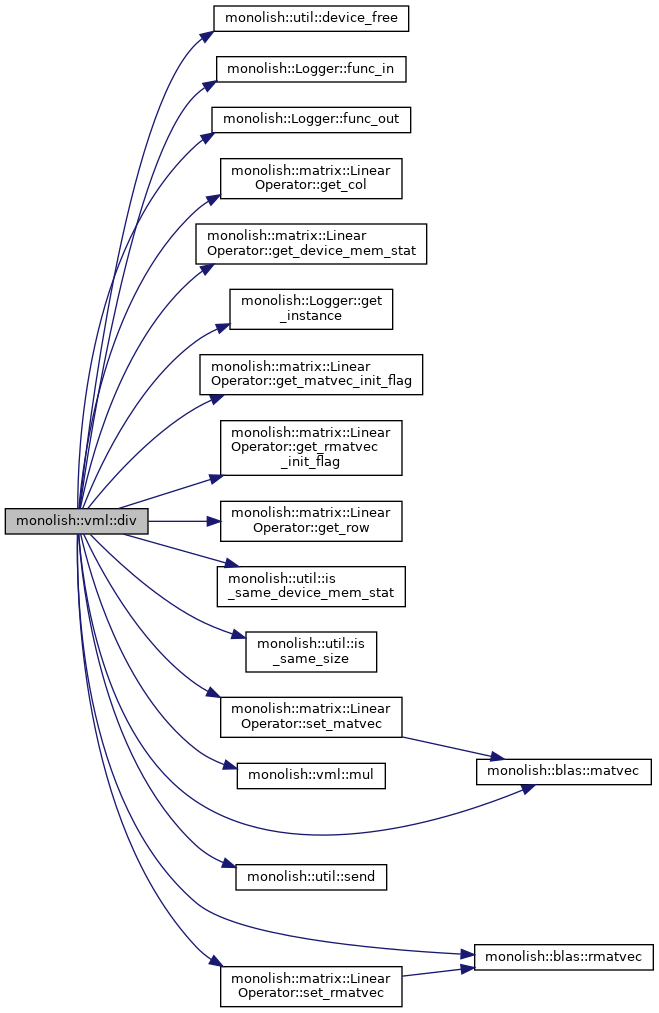 monolish::util::device_free
monolish::Logger::func_in
monolish::Logger::func_out
monolish::matrix::Linear
Operator::get_col
monolish::matrix::Linear
Operator::get_device_mem_stat
monolish::Logger::get
_instance
monolish::matrix::Linear
Operator::get_matvec_init_flag
monolish::matrix::Linear
Operator::get_rmatvec
_init_flag
monolish::vml::div
monolish::matrix::Linear
Operator::get_row
monolish::util::is
_same_device_mem_stat
monolish::util::is
_same_size
monolish::matrix::Linear
Operator::set_matvec
monolish::vml::mul
monolish::blas::matvec
monolish::util::send
monolish::blas::rmatvec
monolish::matrix::Linear
Operator::set_rmatvec